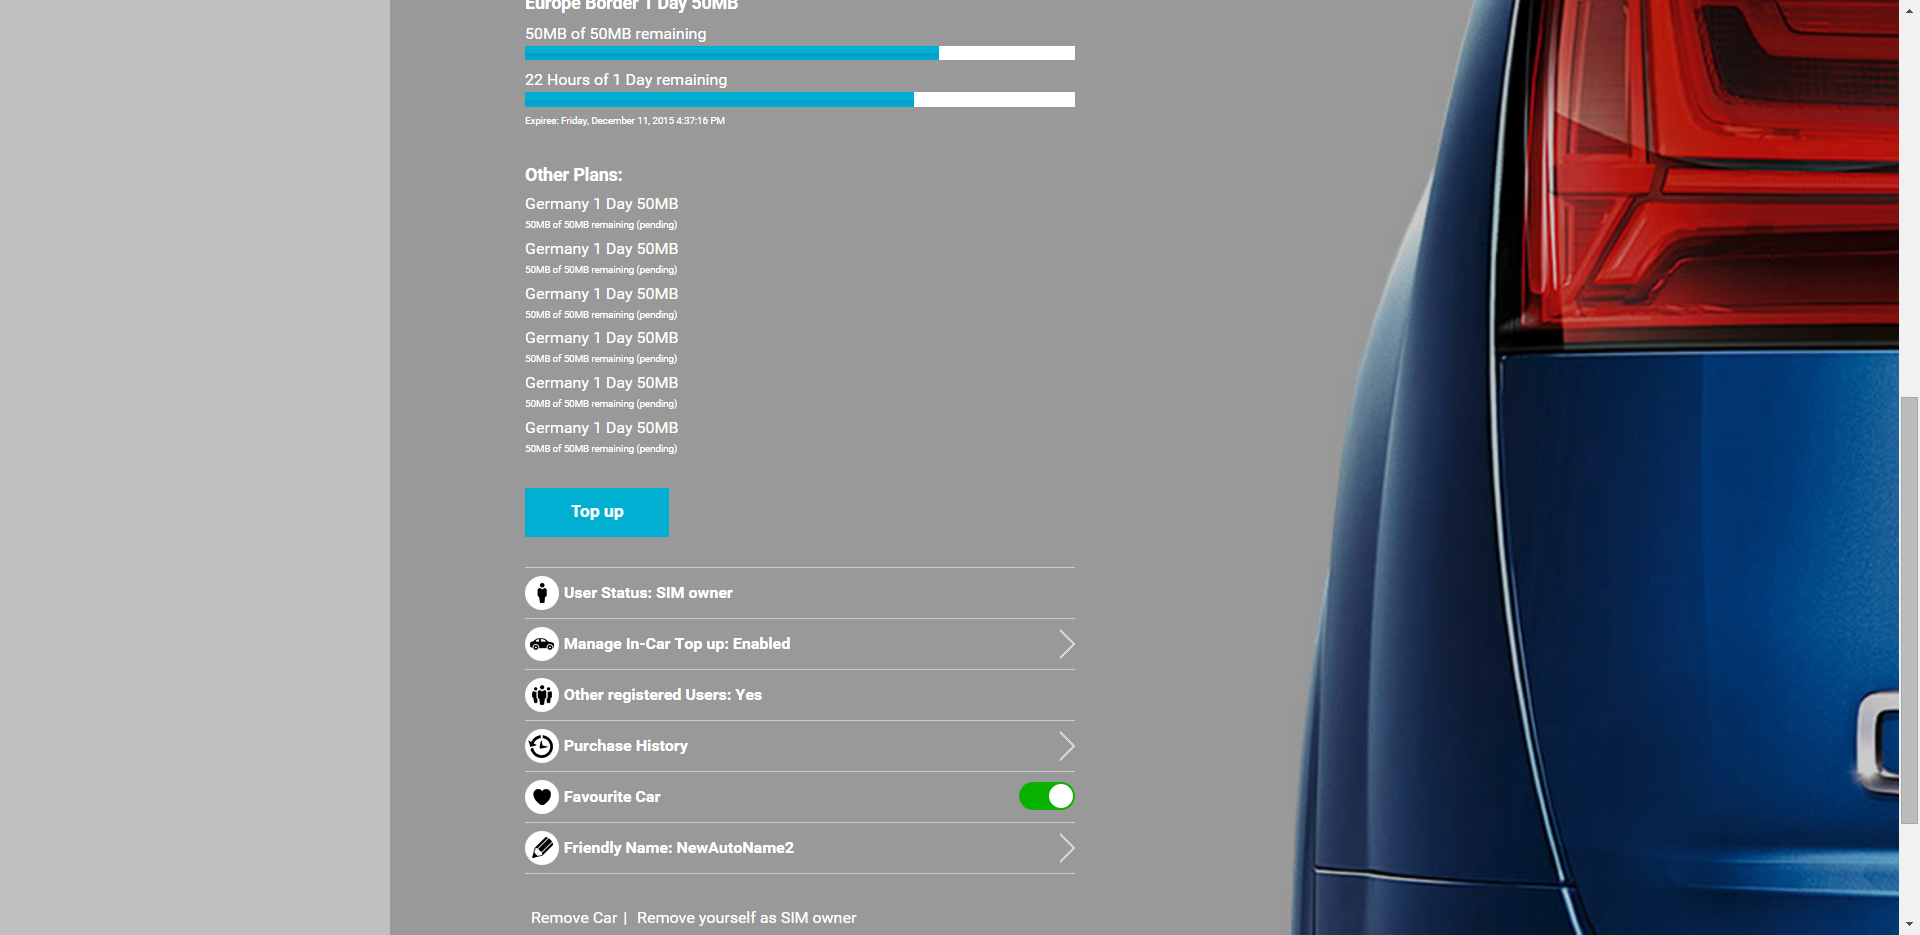 Europe Border 1 Day 50MB
50MB of 50MB remaining
22 Hours of 1 Day remaining
Expires: Friday, December 11, 2015 4:37:16 PM
Other Plans:
Germany 1 Day 50MB
50MB of 50MB remaining (pending)
Germany 1 Day 50MB
50MB of 50MB remaining (pending)
Germany 1 Day 50MB
50MB of 50MB remaining (pending)
Germany 1 Day 50MB
50MB of 50MB remaining (pending)
Germany 1 Day 50MB
50MB of 50MB remaining (pending)
Germany 1 Day 50MB
50MB of 50MB remaining (pending)
Top up
User Status: SIM owner
Manage In-Car Top up: Enabled
Other registered Users: Yes
Purchase History
Favourite Car
Friendly Name: NewAutoName2
Remove Car | Remove yourself as SIM owner